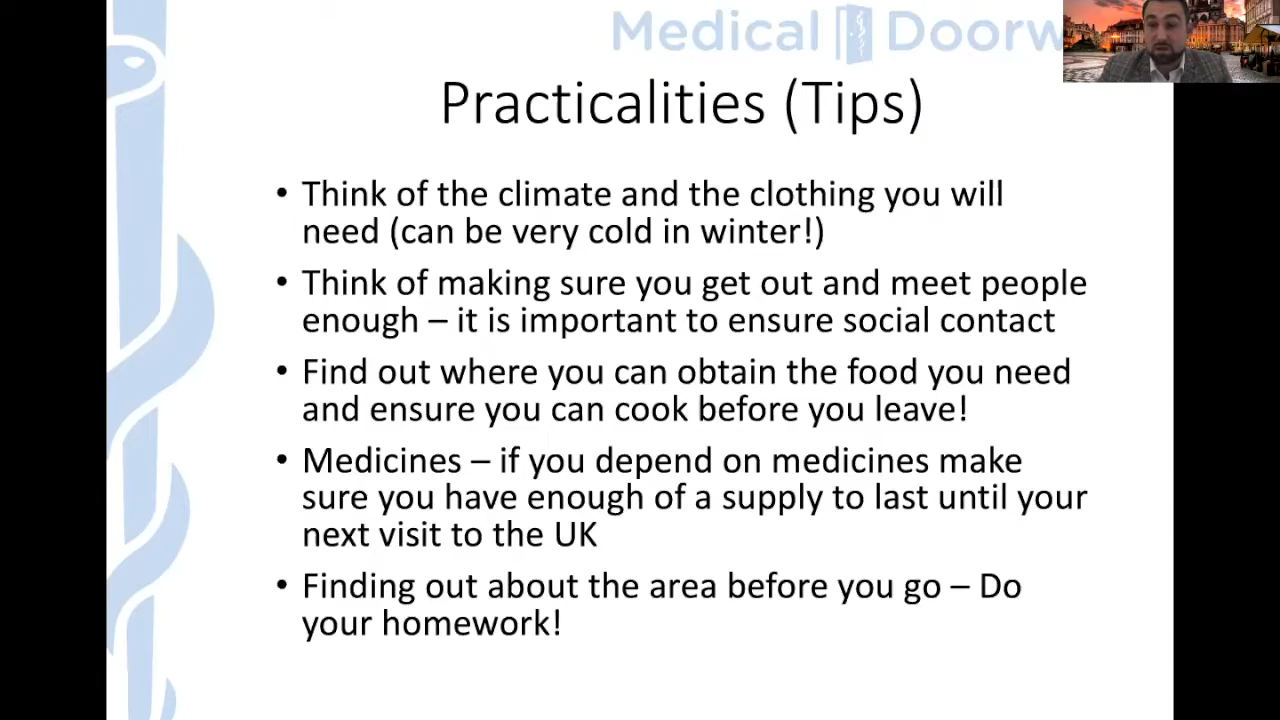 Medical Doorw
Practicalities (Tips)
• Think of the climate and the clothing you will
need (can be very cold in winter!)
• Think of making sure you get out and meet people
enough – it is important to ensure social contact
• Find out where you can obtain the food you need
and ensure you can cook before you leave!
• Medicines – if you depend on medicines make
sure you have enough of a supply to last until your
next visit to the UK
• Finding out about the area before you go – Do
your homework!